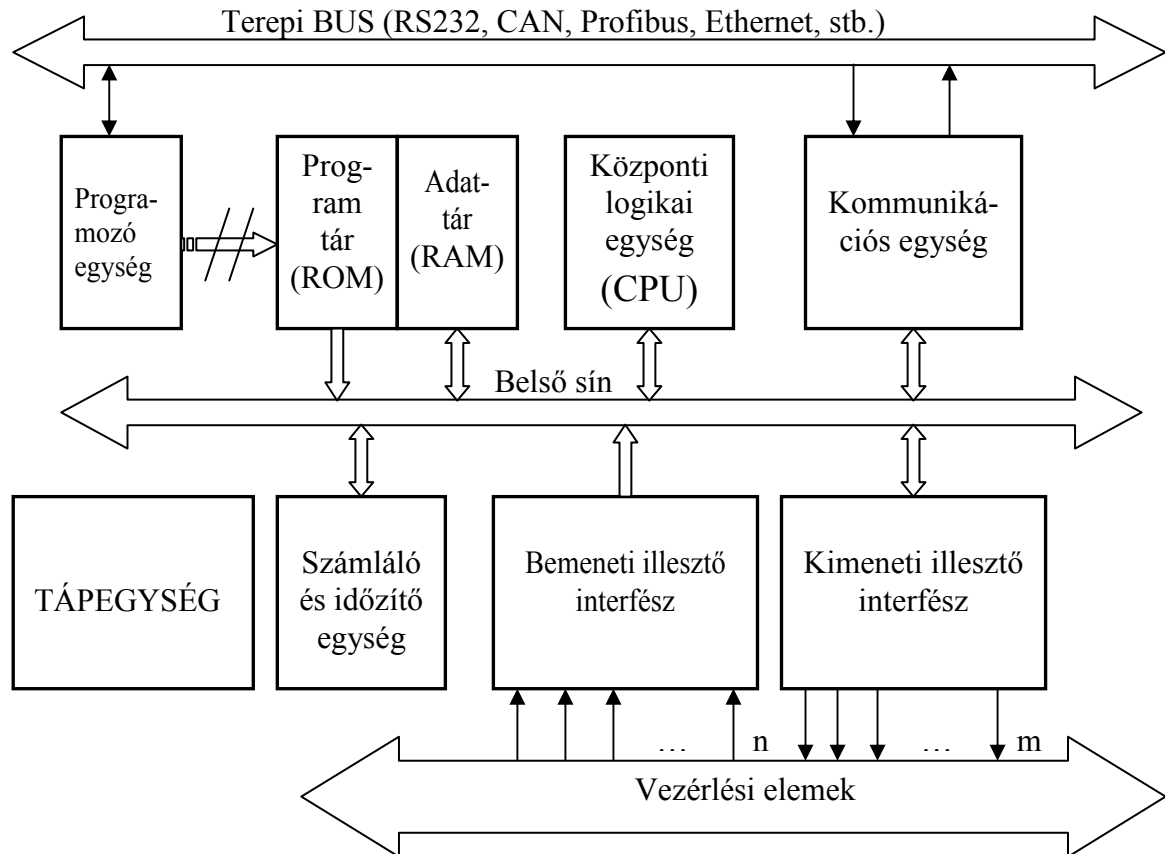 Terepi BUS (RS232, CAN, Profibus, Ethernet, stb.)
Progra-
mozó
egység
Prog-
ram
tár
(ROM)
Adat-
tár
(RAM)
Központi
logikai
egység
(CPU)
Kommuniká-
ciós egység
Belső sín
TÁPEGYSÉG
Számláló
és időzítő
egység
Bemeneti illesztő
interfész
Kimeneti illesztő
interfész
… n … m
Vezérlési elemek